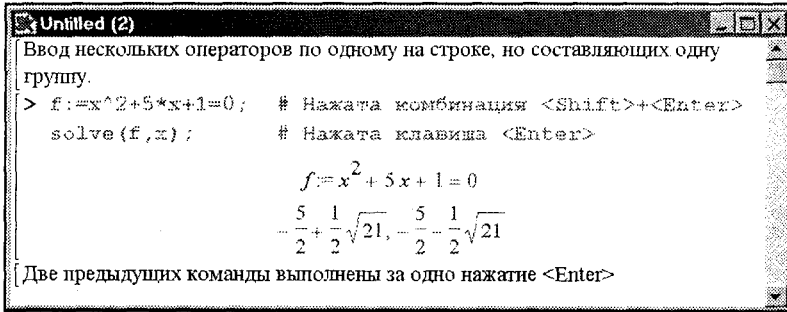 Untitled (2)
Ввод нескольких операторов по одному на строке, но составляющих одну
группу.
> f:=x^2+5*x+1=0; # Нажата комбинация <Shift>+<Enter>
solve(f,x); # Нажата клавиша <Enter>
f := x² + 5 x + 1 = 0
-5/2 + 1/2 √21, -5/2 - 1/2 √21
Две предыдущих команды выполнены за одно нажатие <Enter>